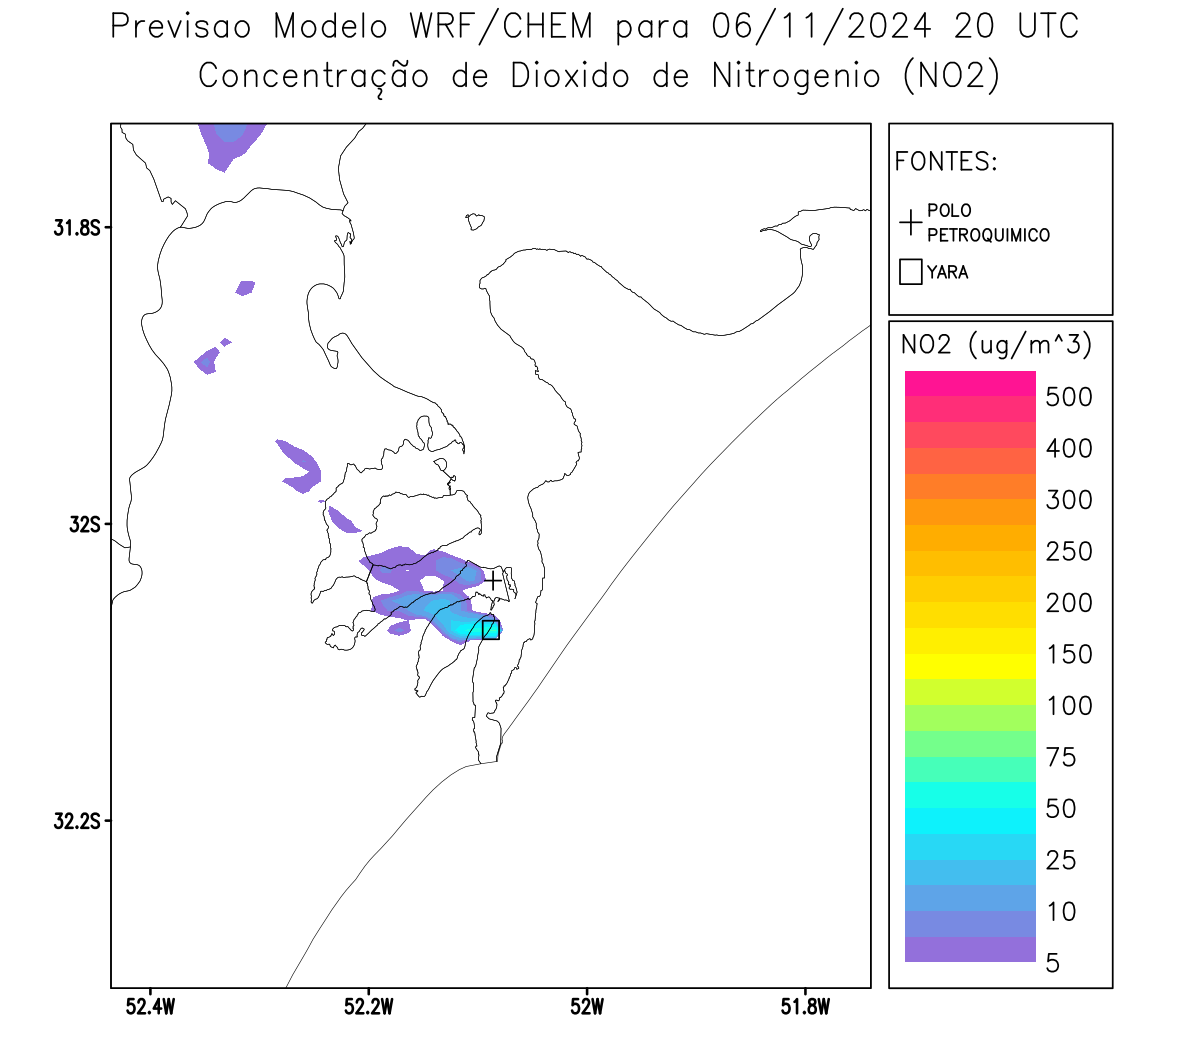 Previsao Modelo WRF/CHEM para 06/11/2024 20 UTC
Concentração de Dioxido de Nitrogenio (NO2)
FONTES:
POLO
PETROQUIMICO
YARA
NO2 (ug/m^3)
500
400
300
250
200
150
100
75
50
25
10
5
31.8S
32S
32.2S
52.4W
52.2W
52W
51.8W